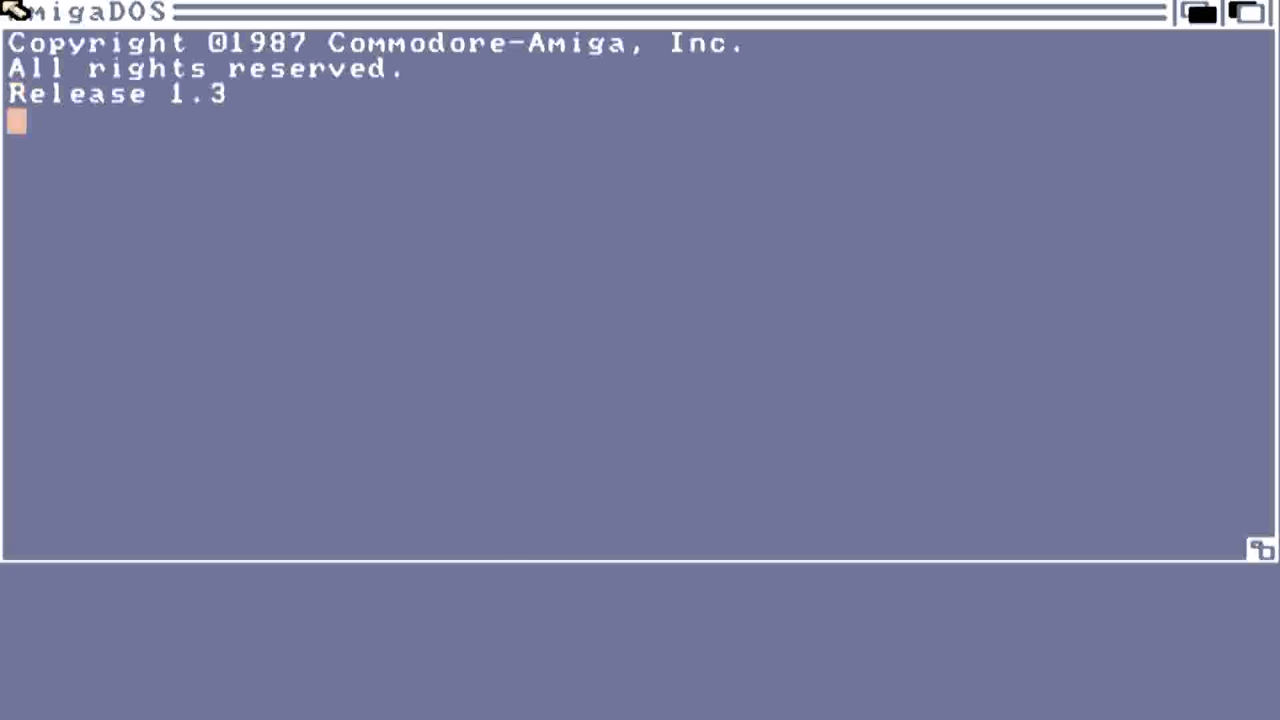 AmigaDOS
Copyright ©1987 Commodore-Amiga, Inc.
All rights reserved.
Release 1.3